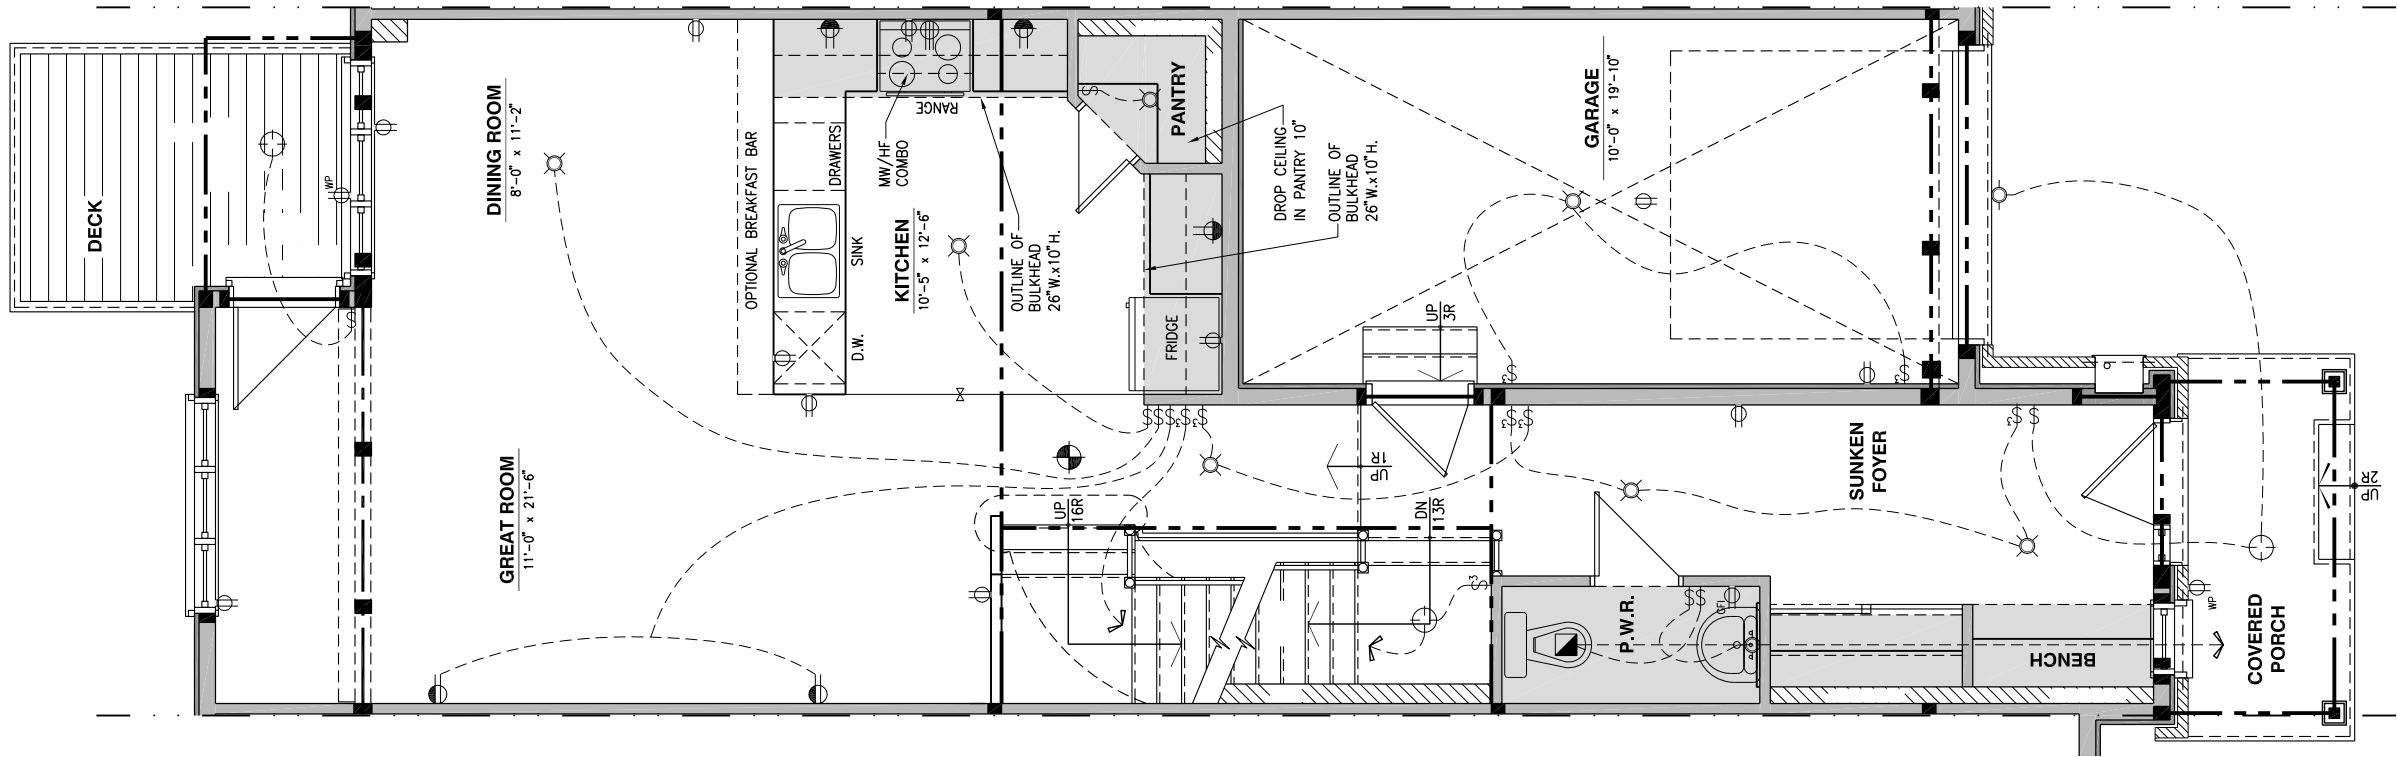 DECK
WP
DINING ROOM
8'-0" x 11'-2"
GREAT ROOM
11'-0" x 21'-6"
OPTIONAL BREAKFAST BAR
DRAWERS
SINK
D.W.
MW/HF
COMBO
RANGE
KITCHEN
10'-5" x 12'-6"
OUTLINE OF
BULKHEAD
26"W.x10"H.
PANTRY
FRIDGE
DROP CEILING
IN PANTRY 10"
OUTLINE OF
BULKHEAD
26"W.x10"H.
GARAGE
10'-0" x 19'-10"
UP
3R
UP
1R
UP
16R
DN
13R
SUNKEN
FOYER
P.W.R.
GFI
BENCH
WP
COVERED
PORCH
UP
2R